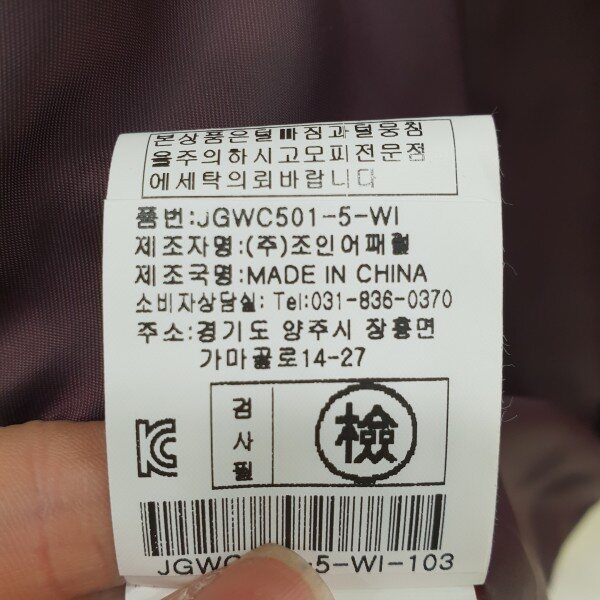 본상품은털빠짐과털뭉침
을주의하시고모피전문점
에세탁의뢰바랍니다
품번:JGWC501-5-WI
제조자명:(주)조인어패럴
제조국명:MADE IN CHINA
소비자상담실: Tel:031-836-0370
주소:경기도 양주시 장흥면
가마골로14-27
검사필
檢
KC
JGWC 5-WI-103